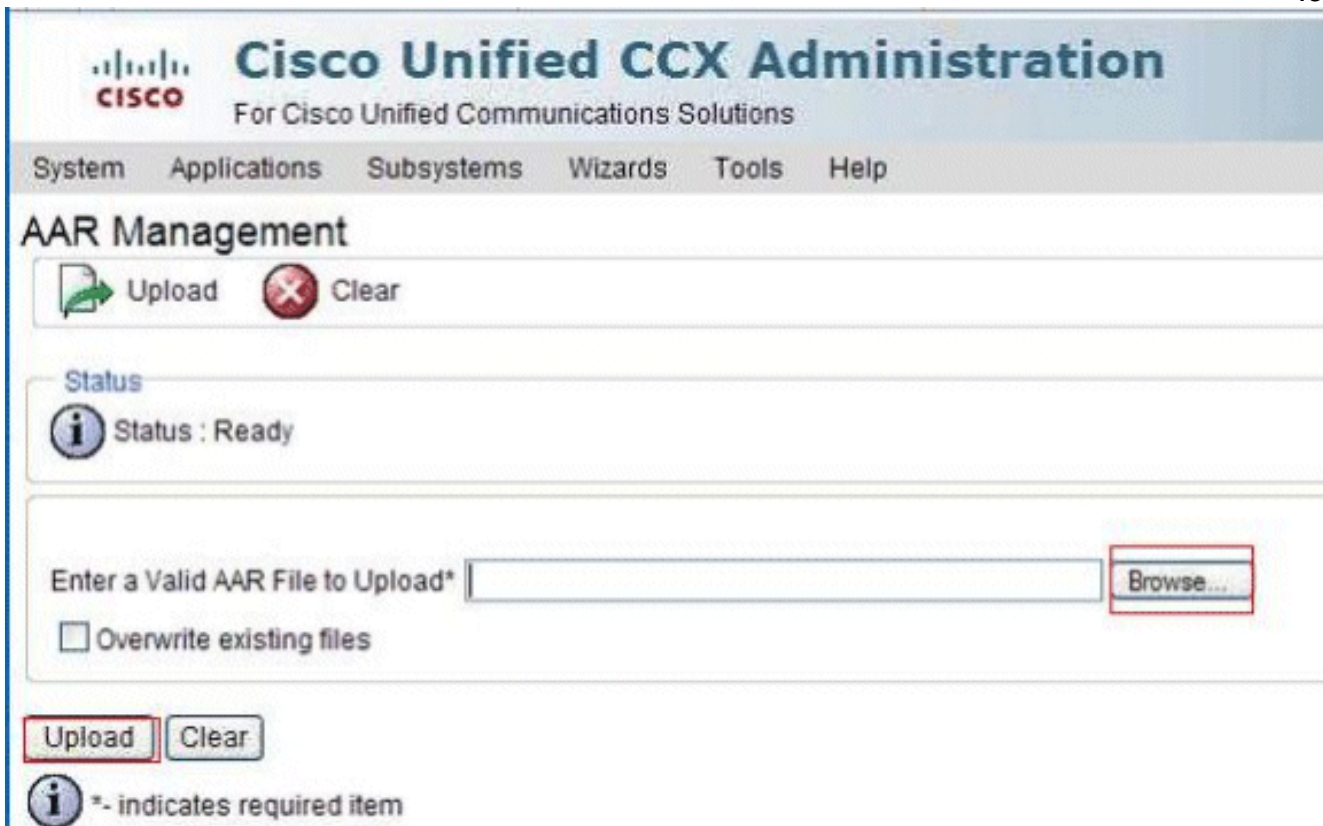 Cisco Unified CCX Administration
CISCO
For Cisco Unified Communications Solutions
System Applications Subsystems Wizards Tools Help
AAR Management
Upload Clear
Status
Status : Ready
Enter a Valid AAR File to Upload* Browse...
Overwrite existing files
Upload Clear
*- indicates required item